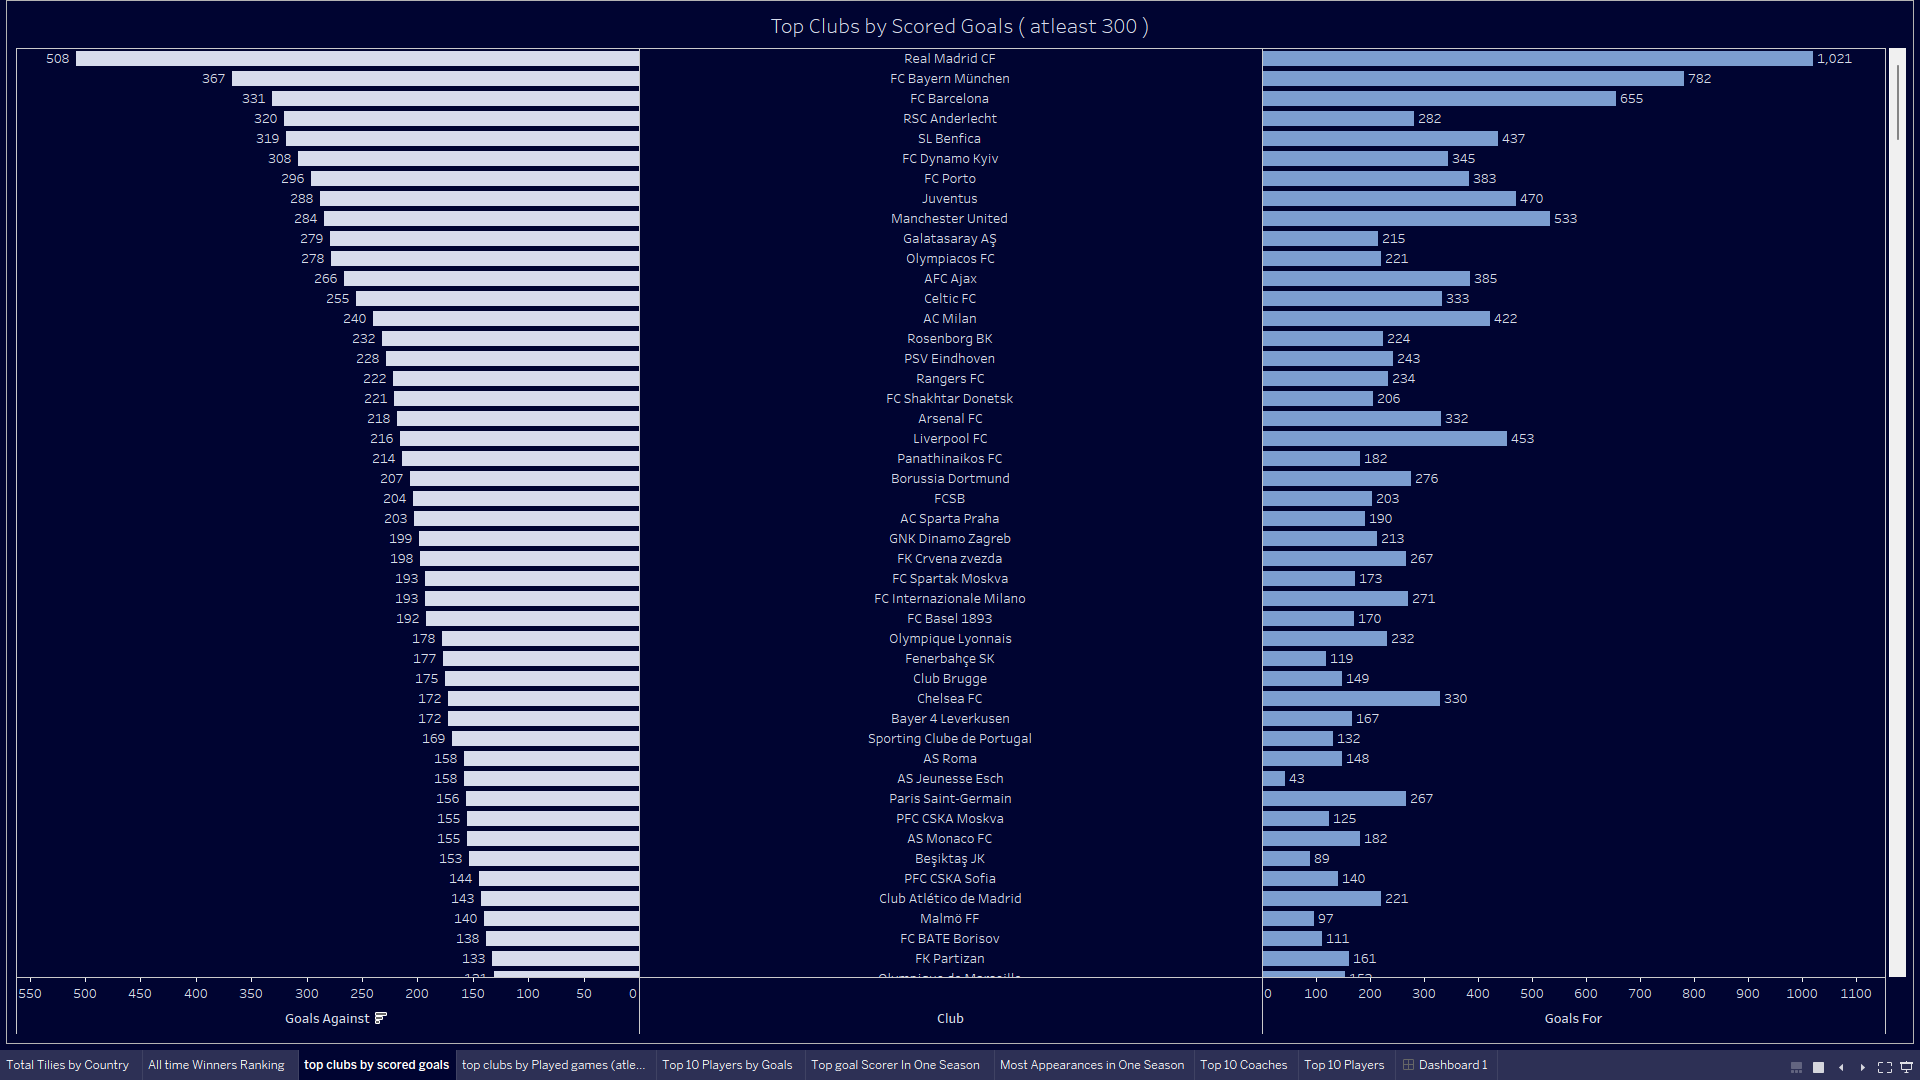 Top Clubs by Scored Goals ( atleast 300 )
508 Real Madrid CF 1,021
367 FC Bayern München 782
331 FC Barcelona 655
320 RSC Anderlecht 282
319 SL Benfica 437
308 FC Dynamo Kyiv 345
296 FC Porto 383
288 Juventus 470
284 Manchester United 533
279 Galatasaray AŞ 215
278 Olympiacos FC 221
266 AFC Ajax 385
255 Celtic FC 333
240 AC Milan 422
232 Rosenborg BK 224
228 PSV Eindhoven 243
222 Rangers FC 234
221 FC Shakhtar Donetsk 206
218 Arsenal FC 332
216 Liverpool FC 453
214 Panathinaikos FC 182
207 Borussia Dortmund 276
204 FCSB 203
203 AC Sparta Praha 190
199 GNK Dinamo Zagreb 213
198 FK Crvena zvezda 267
193 FC Spartak Moskva 173
193 FC Internazionale Milano 271
192 FC Basel 1893 170
178 Olympique Lyonnais 232
177 Fenerbahçe SK 119
175 Club Brugge 149
172 Chelsea FC 330
172 Bayer 4 Leverkusen 167
169 Sporting Clube de Portugal 132
158 AS Roma 148
158 AS Jeunesse Esch 43
156 Paris Saint-Germain 267
155 PFC CSKA Moskva 125
155 AS Monaco FC 182
153 Beşiktaş JK 89
144 PFC CSKA Sofia 140
143 Club Atlético de Madrid 221
140 Malmö FF 97
138 FC BATE Borisov 111
133 FK Partizan 161
550 500 450 400 350 300 250 200 150 100 50 0 0 100 200 300 400 500 600 700 800 900 1000 1100
Goals Against Club Goals For
Total Tilies by Country All time Winners Ranking top clubs by scored goals top clubs by Played games (atle... Top 10 Players by Goals Top goal Scorer In One Season Most Appearances in One Season Top 10 Coaches Top 10 Players Dashboard 1